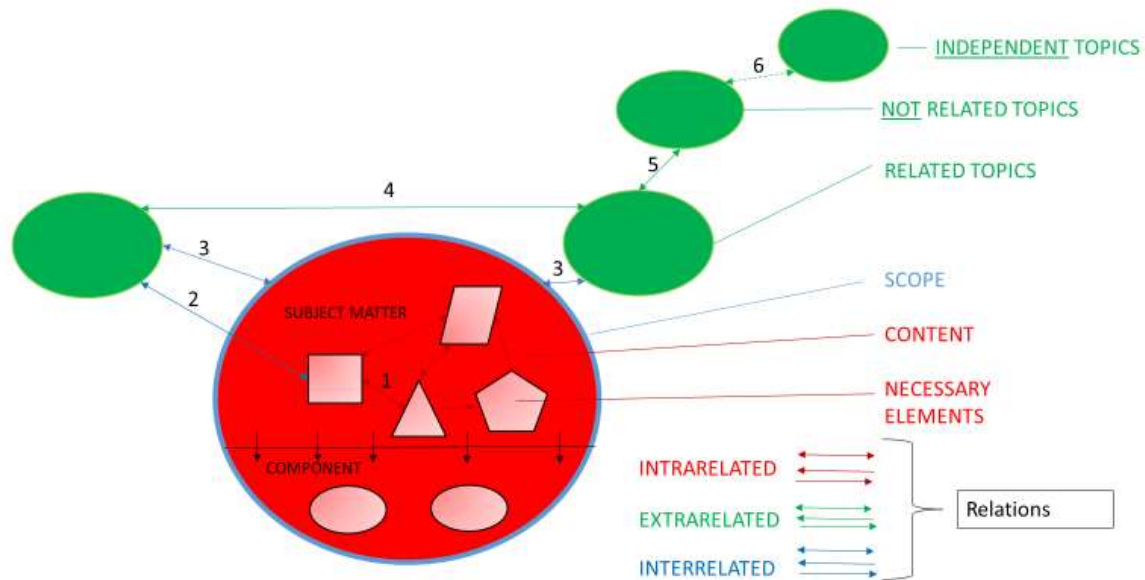 6
INDEPENDENT TOPICS
NOT RELATED TOPICS
5
RELATED TOPICS
4
3
3
SCOPE
2
SUBJECT MATTER
CONTENT
1
NECESSARY
ELEMENTS
COMPONENT
INTRARELATED
EXTRARELATED
Relations
INTERRELATED